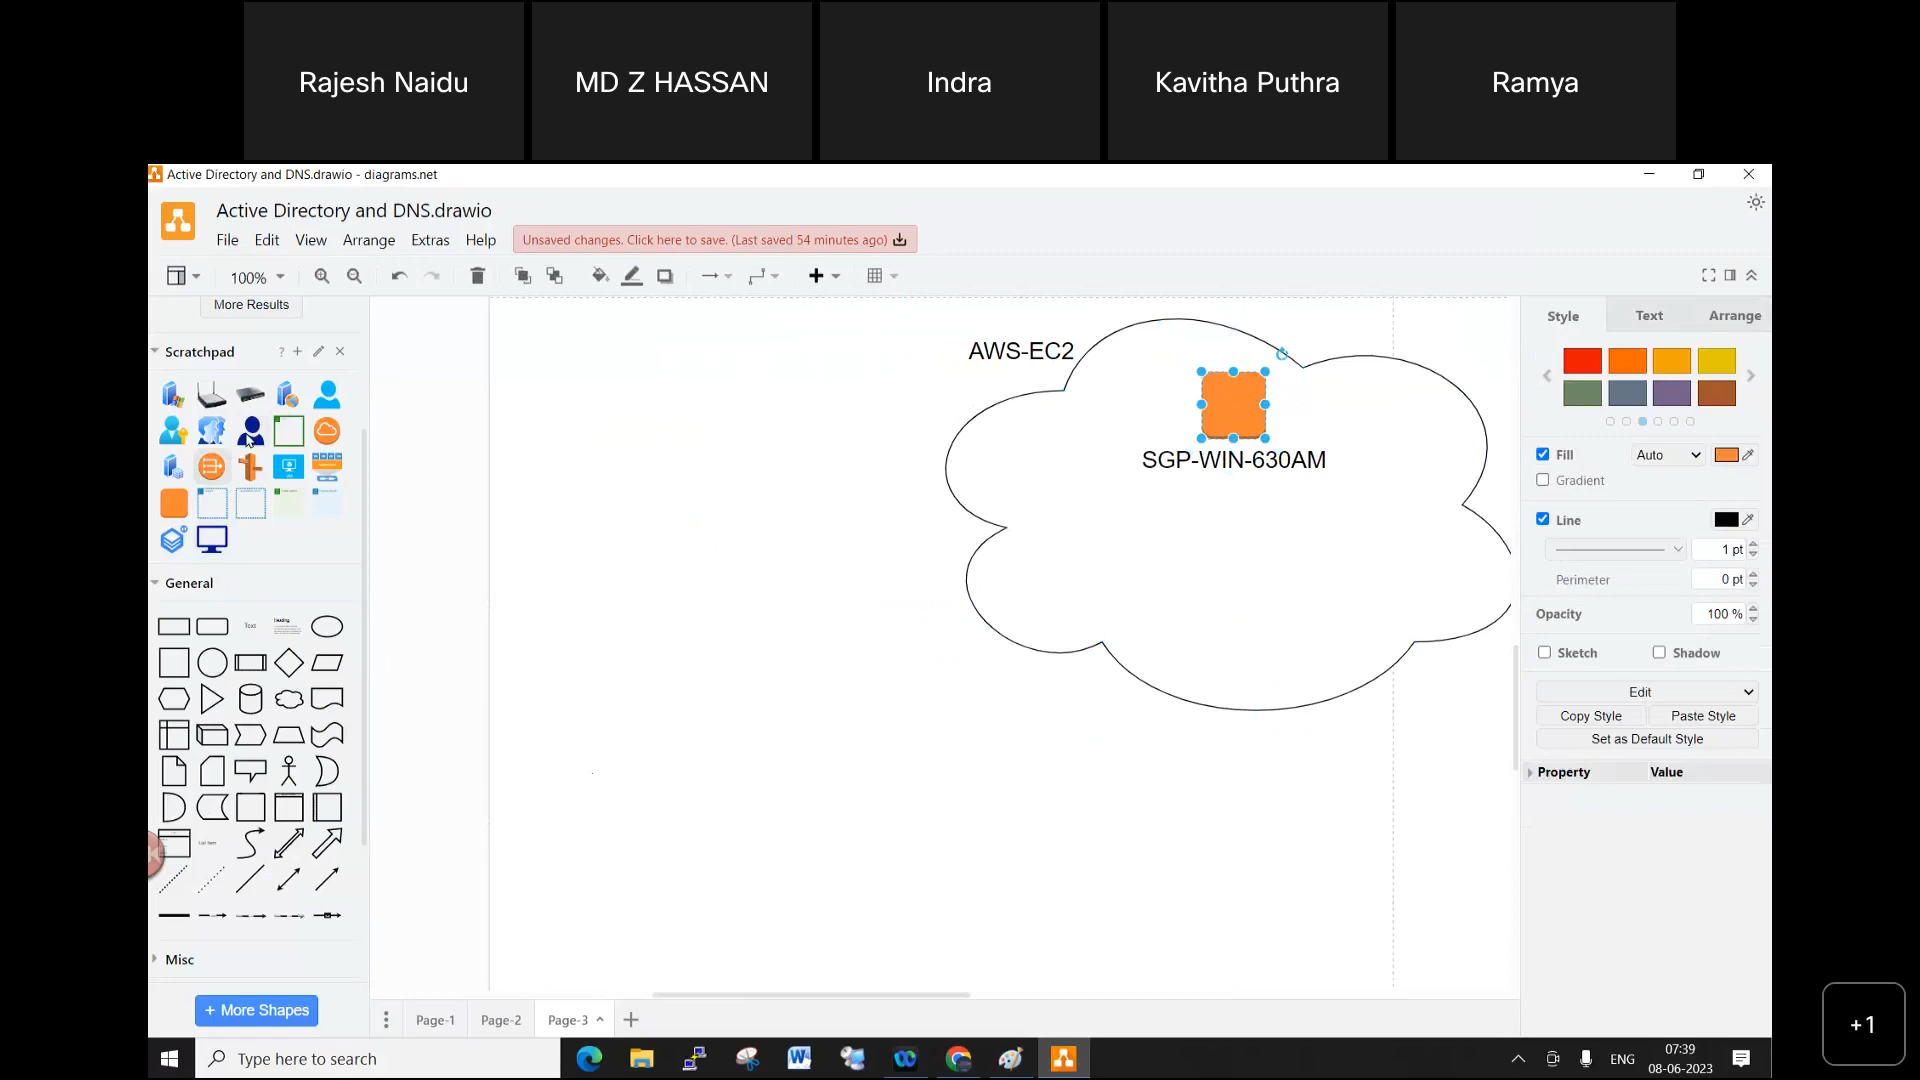 Rajesh Naidu
MD Z HASSAN
Indra
Kavitha Puthra
Ramya
Active Directory and DNS.drawio - diagrams.net
Active Directory and DNS.drawio
File Edit View Arrange Extras Help
Unsaved changes. Click here to save. (Last saved 54 minutes ago)
100%
More Results
Scratchpad
?
General
Text
Heading
List Item
Misc
+ More Shapes
AWS-EC2
SGP-WIN-630AM
Style Text Arrange
Fill Auto
Gradient
Line
1 pt
Perimeter 0 pt
Opacity 100 %
Sketch Shadow
Edit
Copy Style Paste Style
Set as Default Style
Property Value
Page-1 Page-2 Page-3
+1
Type here to search
ENG
07:39
08-06-2023